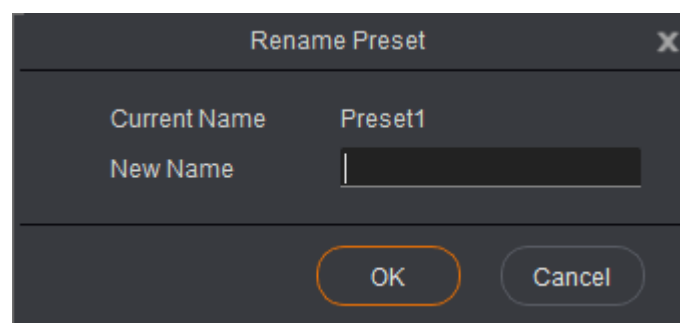 Rename Preset
Current Name Preset1
New Name
OK Cancel